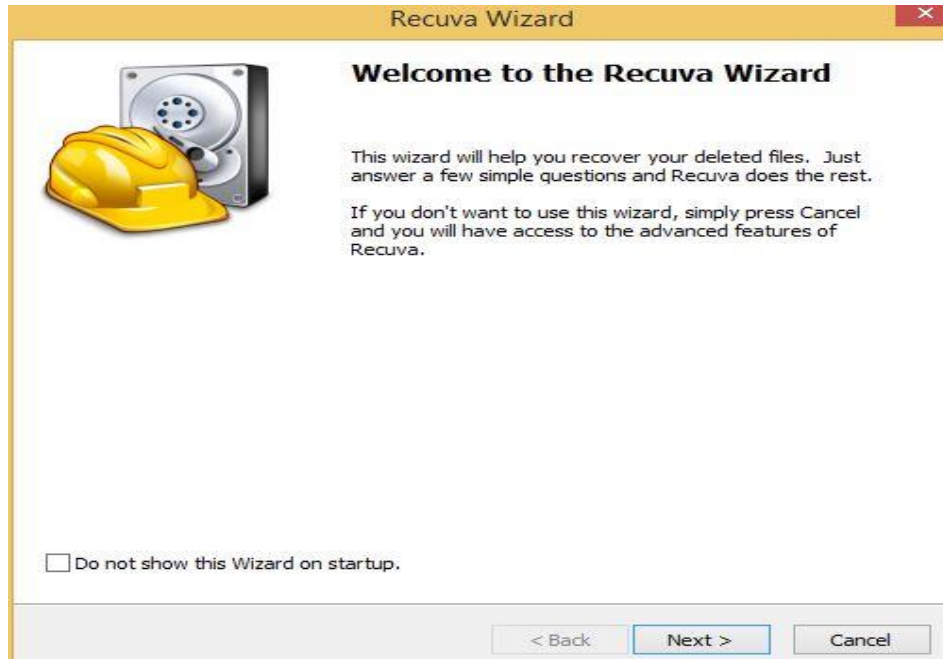 Recuva Wizard
Welcome to the Recuva Wizard
This wizard will help you recover your deleted files. Just
answer a few simple questions and Recuva does the rest.
If you don't want to use this wizard, simply press Cancel
and you will have access to the advanced features of
Recuva.
Do not show this Wizard on startup.
< Back Next > Cancel